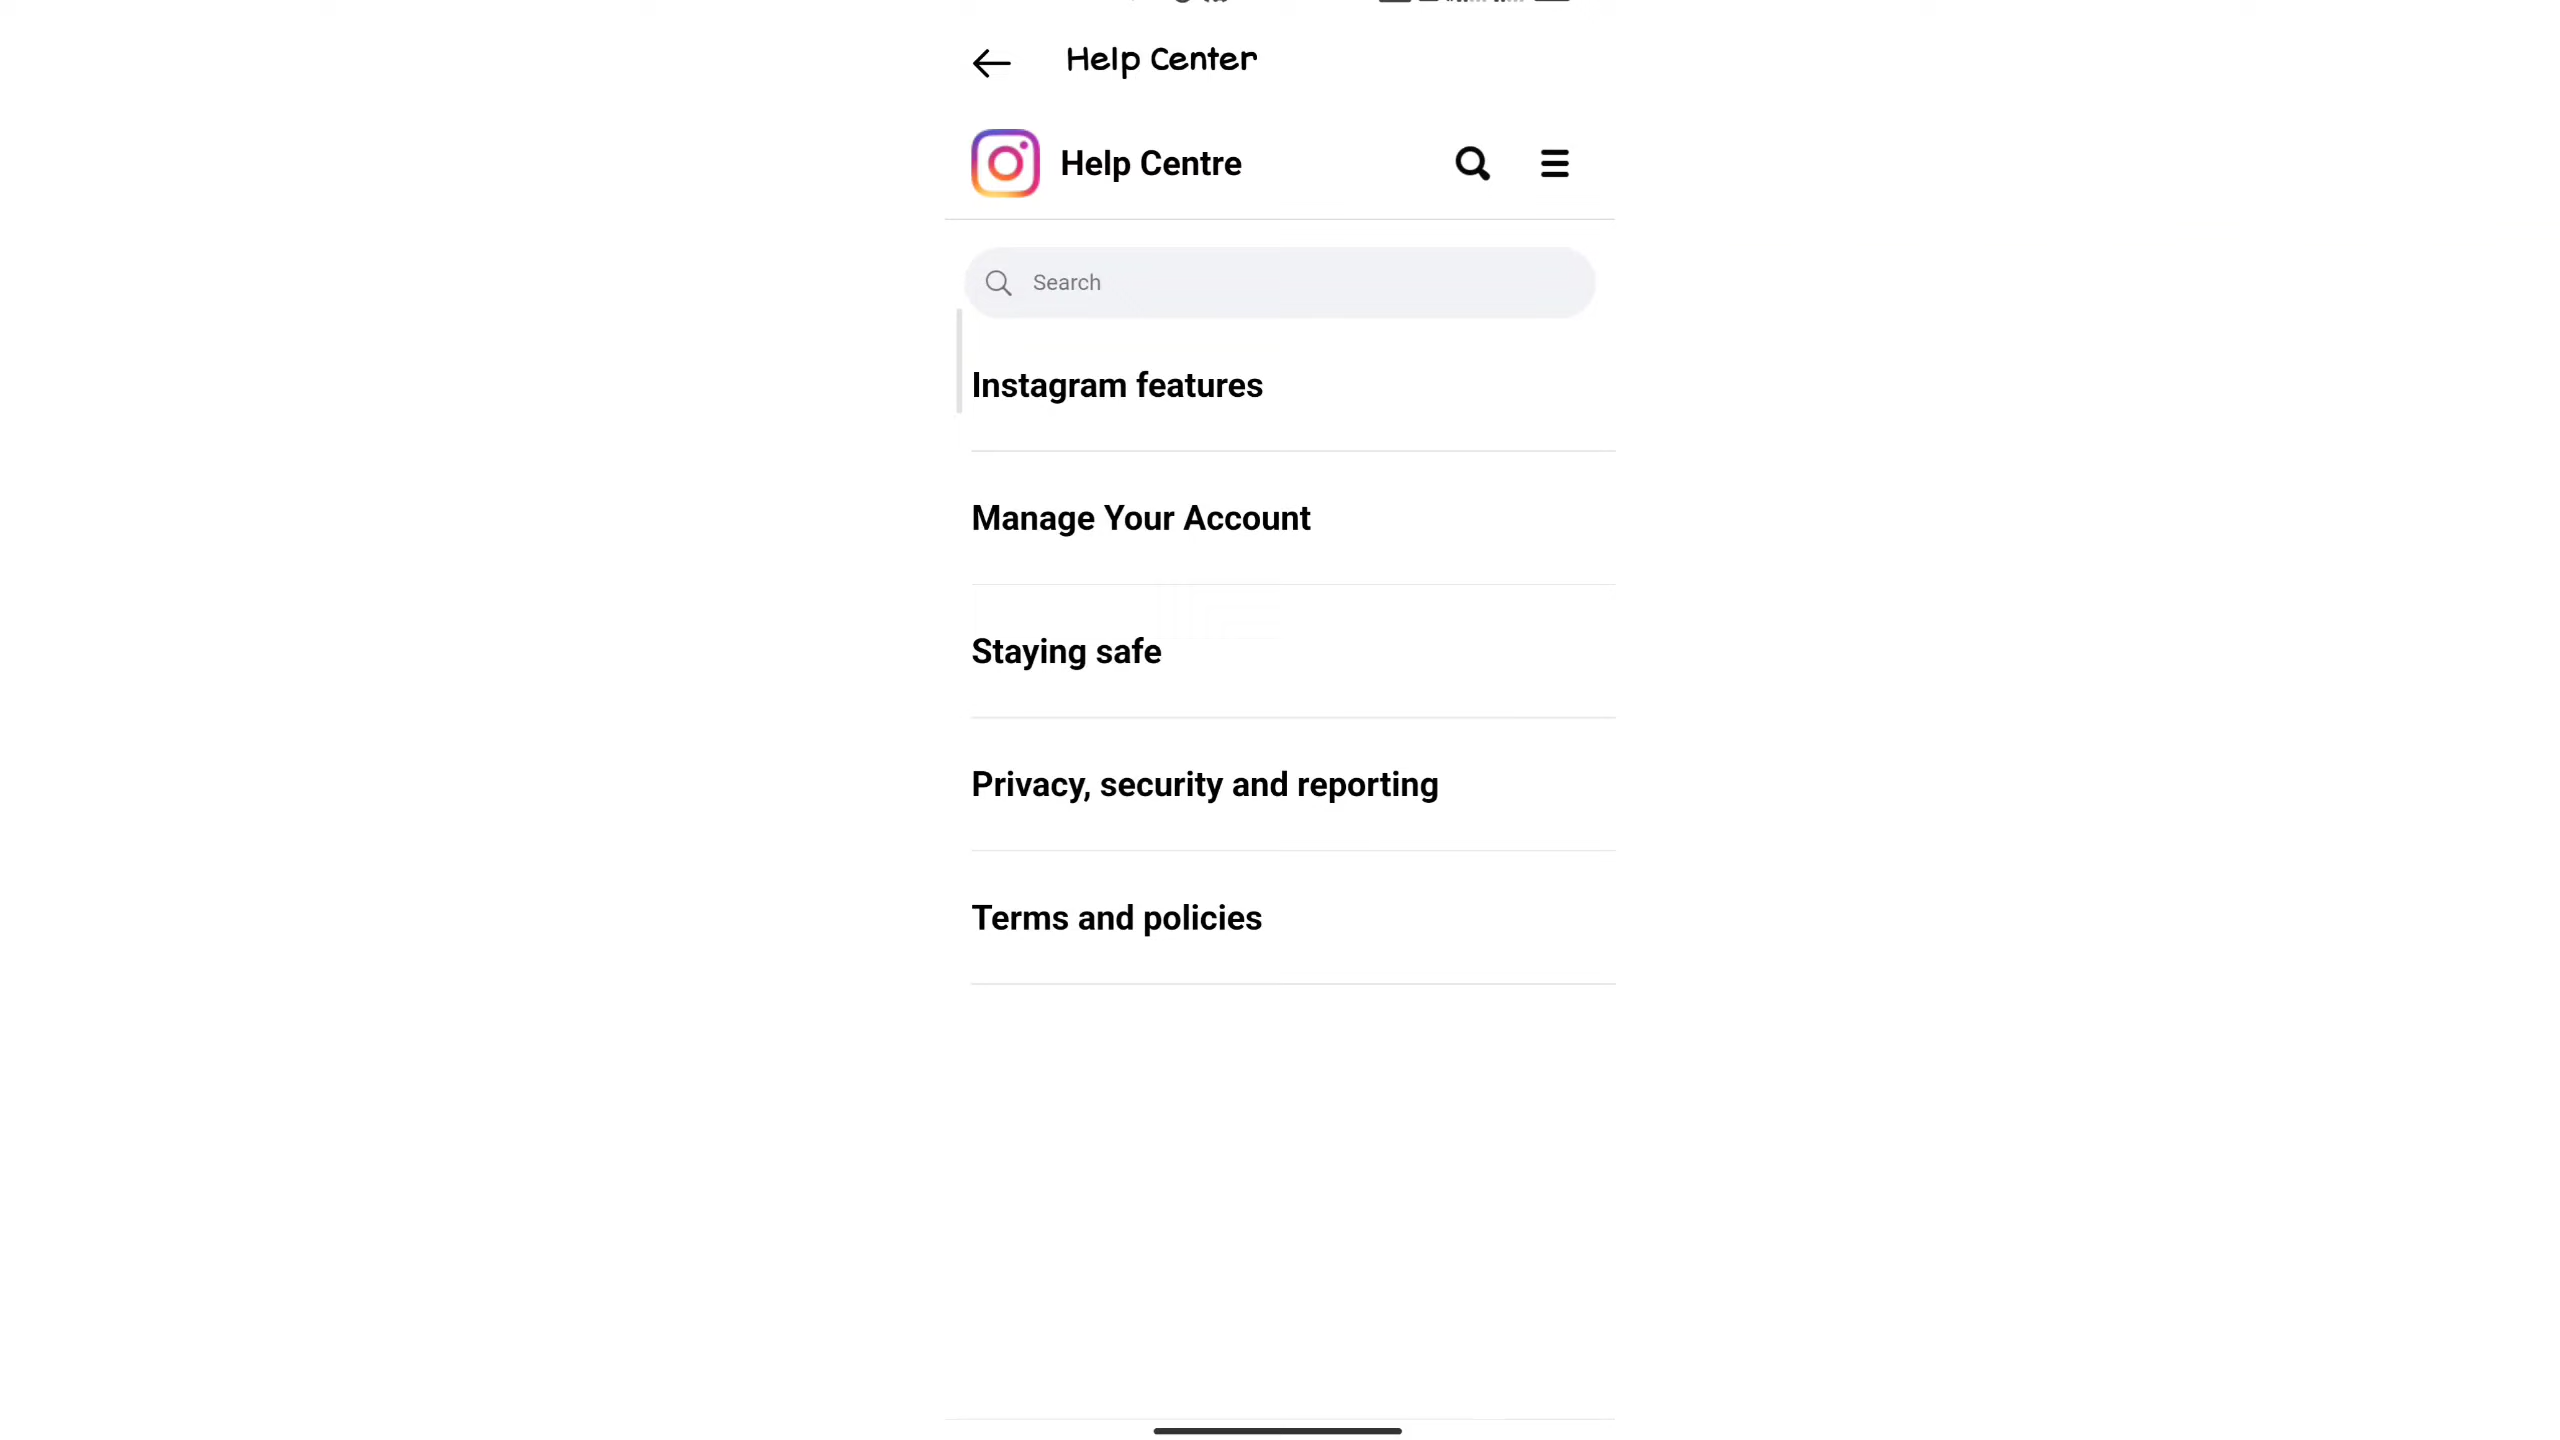 Help Center
Help Centre
Search
Instagram features
Manage Your Account
Staying safe
Privacy, security and reporting
Terms and policies